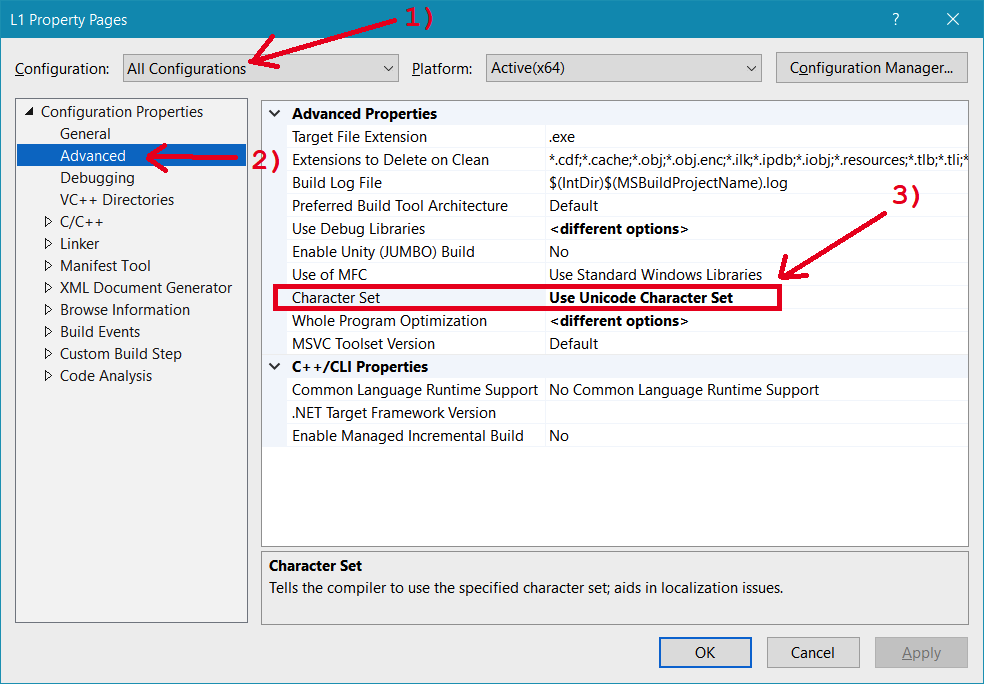 L1 Property Pages ?
1)
Configuration: All Configurations Platform: Active(x64) Configuration Manager...
Configuration Properties
General
Advanced
2)
Debugging
VC++ Directories
C/C++
Linker
Manifest Tool
XML Document Generator
Browse Information
Build Events
Custom Build Step
Code Analysis
Advanced Properties
Target File Extension .exe
Extensions to Delete on Clean *.cdf;*.cache;*.obj;*.obj.enc;*.ilk;*.ipdb;*.iobj;*.resources;*.tlb;*.tli;*
Build Log File $(IntDir)$(MSBuildProjectName).log
3)
Preferred Build Tool Architecture Default
Use Debug Libraries <different options>
Enable Unity (JUMBO) Build No
Use of MFC Use Standard Windows Libraries
Character Set Use Unicode Character Set
Whole Program Optimization <different options>
MSVC Toolset Version Default
C++/CLI Properties
Common Language Runtime Support No Common Language Runtime Support
.NET Target Framework Version
Enable Managed Incremental Build No
Character Set
Tells the compiler to use the specified character set; aids in localization issues.
OK Cancel Apply